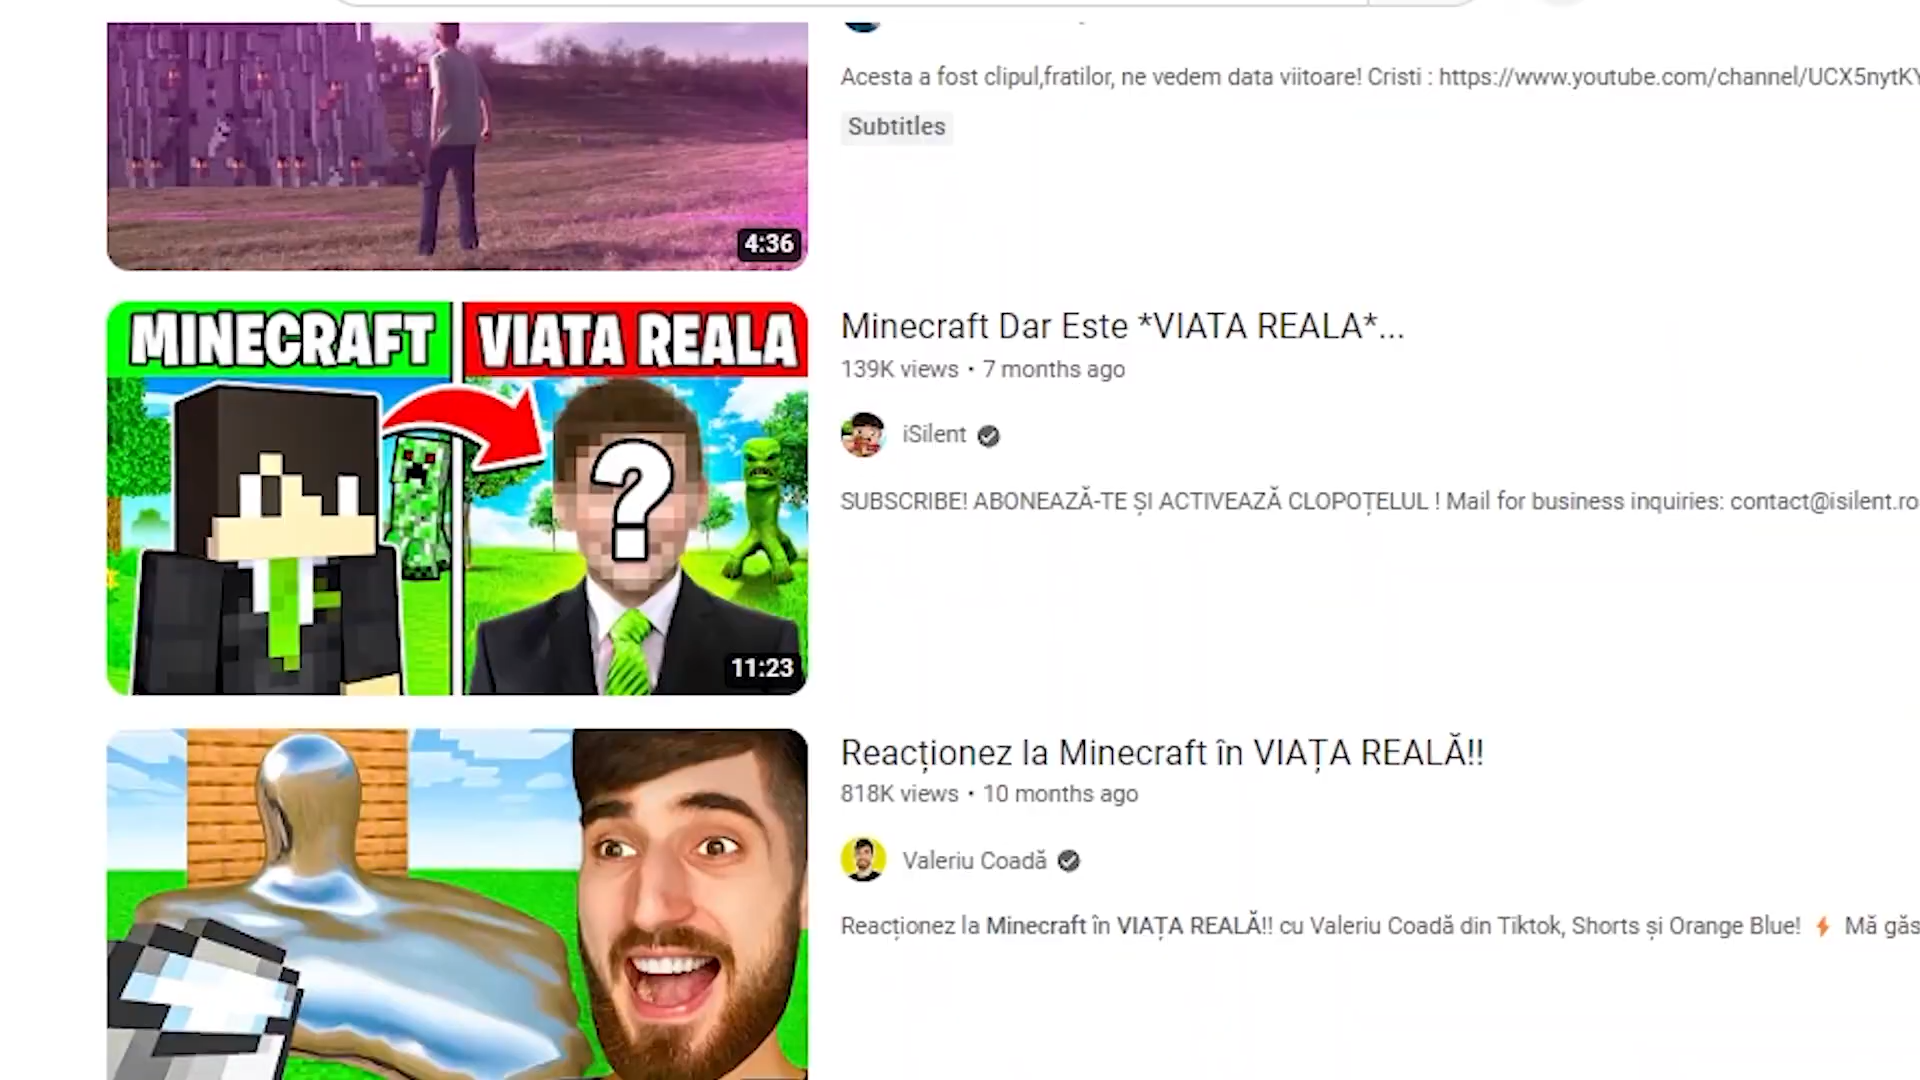 Acesta a fost clipul,fratilor, ne vedem data viitoare! Cristi : https://www.youtube.com/channel/UCX5nytKY
Subtitles
4:36
MINECRAFT
VIATA REALA
?
11:23
Minecraft Dar Este *VIATA REALA*...
139K views • 7 months ago
iSilent
SUBSCRIBE! ABONEAZĂ-TE ȘI ACTIVEAZĂ CLOPOȚELUL ! Mail for business inquiries: contact@isilent.ro
Reacționez la Minecraft în VIAȚA REALĂ!!
818K views • 10 months ago
Valeriu Coadă
Reacționez la Minecraft în VIAȚA REALĂ!! cu Valeriu Coadă din Tiktok, Shorts și Orange Blue! ⚡ Mă găs